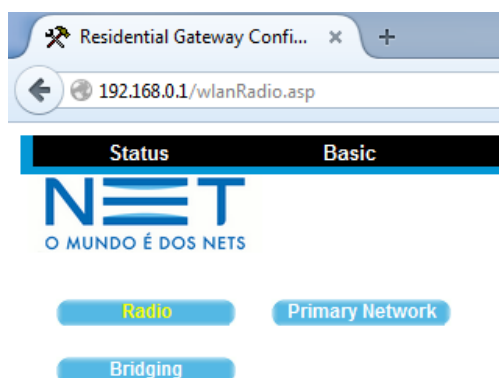 Residential Gateway Confi...
192.168.0.1/wlanRadio.asp
Status Basic
NET
O MUNDO É DOS NETS
Radio Primary Network
Bridging